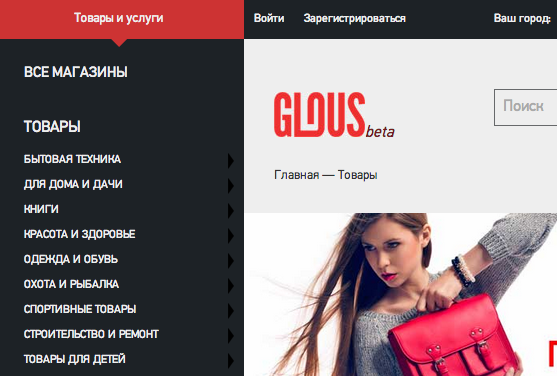 Товары и услуги
Войти
Зарегистрироваться
Ваш город:
ВСЕ МАГАЗИНЫ
ТОВАРЫ
БЫТОВАЯ ТЕХНИКА
ДЛЯ ДОМА И ДАЧИ
КНИГИ
КРАСОТА И ЗДОРОВЬЕ
ОДЕЖДА И ОБУВЬ
ОХОТА И РЫБАЛКА
СПОРТИВНЫЕ ТОВАРЫ
СТРОИТЕЛЬСТВО И РЕМОНТ
ТОВАРЫ ДЛЯ ДЕТЕЙ
GLOUS beta
Поиск
Главная — Товары